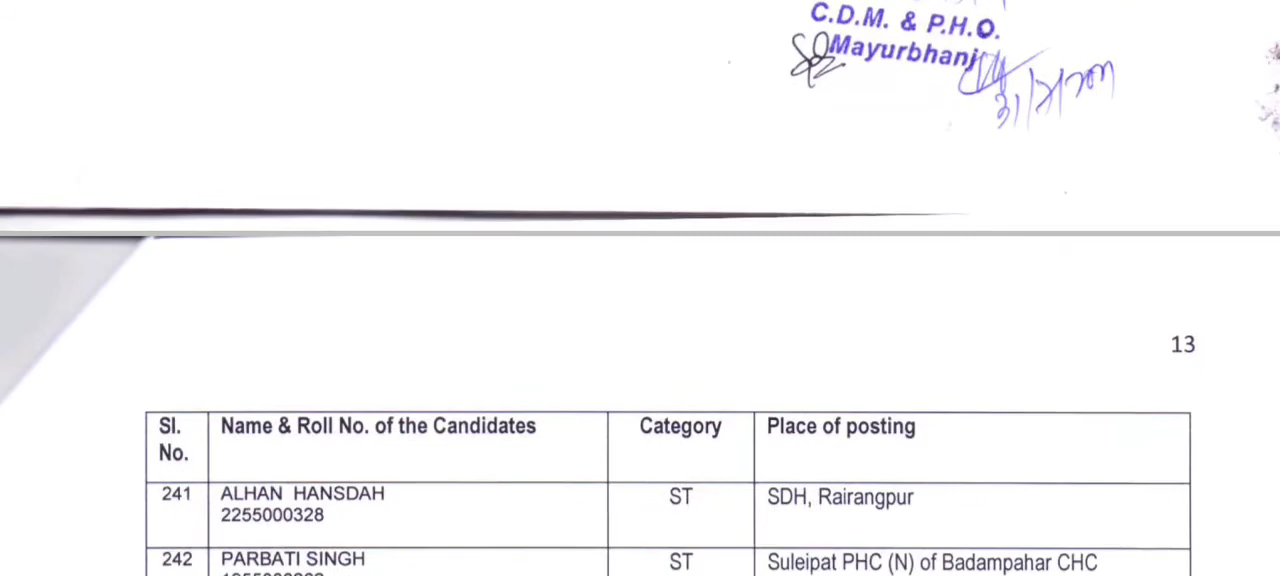 C.D.M. & P.H.O.
Mayurbhanj
13
Sl. No. Name & Roll No. of the Candidates Category Place of posting
241 ALHAN HANSDAH 2255000328 ST SDH, Rairangpur
242 PARBATI SINGH ST Suleipat PHC (N) of Badampahar CHC